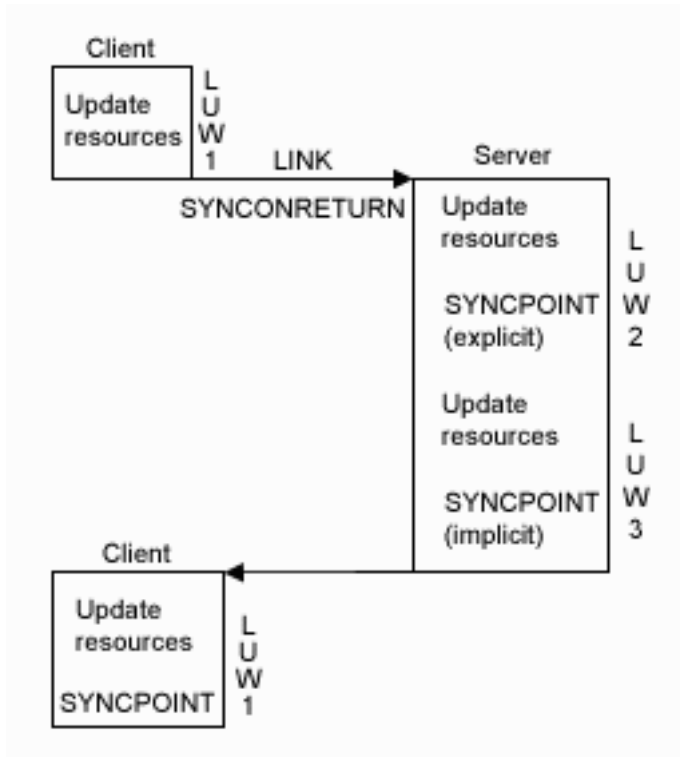 Client
Update
resources
L
U
W
1
LINK
SYNCONRETURN
Server
Update
resources
SYNCPOINT
(explicit)
L
U
W
2
Update
resources
SYNCPOINT
(implicit)
L
U
W
3
Client
Update
resources
SYNCPOINT
L
U
W
1